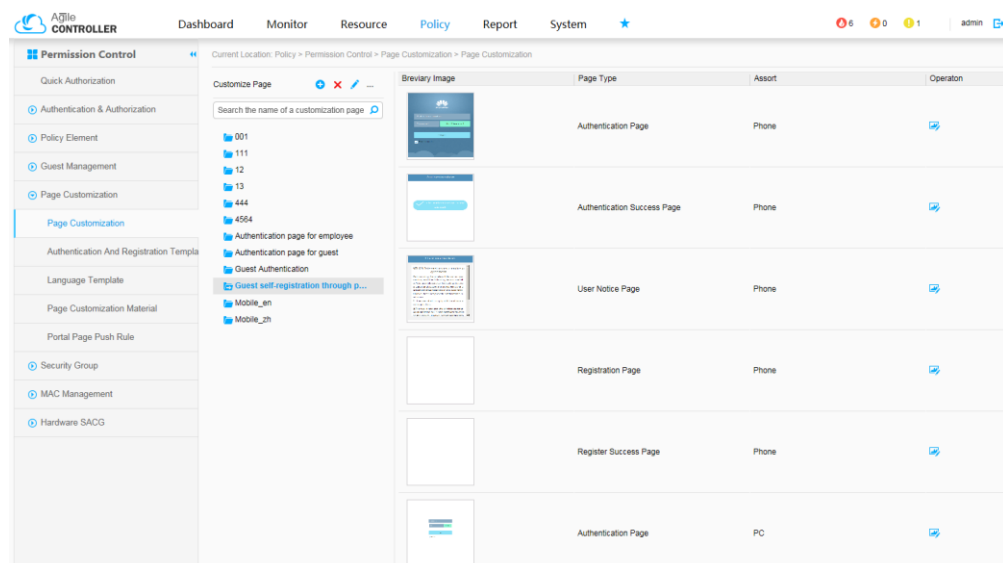 Agile
CONTROLLER
Dashboard Monitor Resource Policy Report System
6 0 1 admin
Permission Control
Current Location: Policy > Permission Control > Page Customization > Page Customization
Quick Authorization
Authentication & Authorization
Policy Element
Guest Management
Page Customization
Page Customization
Authentication And Registration Templa
Language Template
Page Customization Material
Portal Page Push Rule
Security Group
MAC Management
Hardware SACG
Customize Page ...
Search the name of a customization page
001
111
12
13
444
4564
Authentication page for employee
Authentication page for guest
Guest Authentication
Guest self-registration through p...
Mobile_en
Mobile_zh
Breviary Image Page Type Assort Operaton
Authentication Page Phone
Authentication Success Page Phone
User Notice Page Phone
Registration Page Phone
Register Success Page Phone
Authentication Page PC